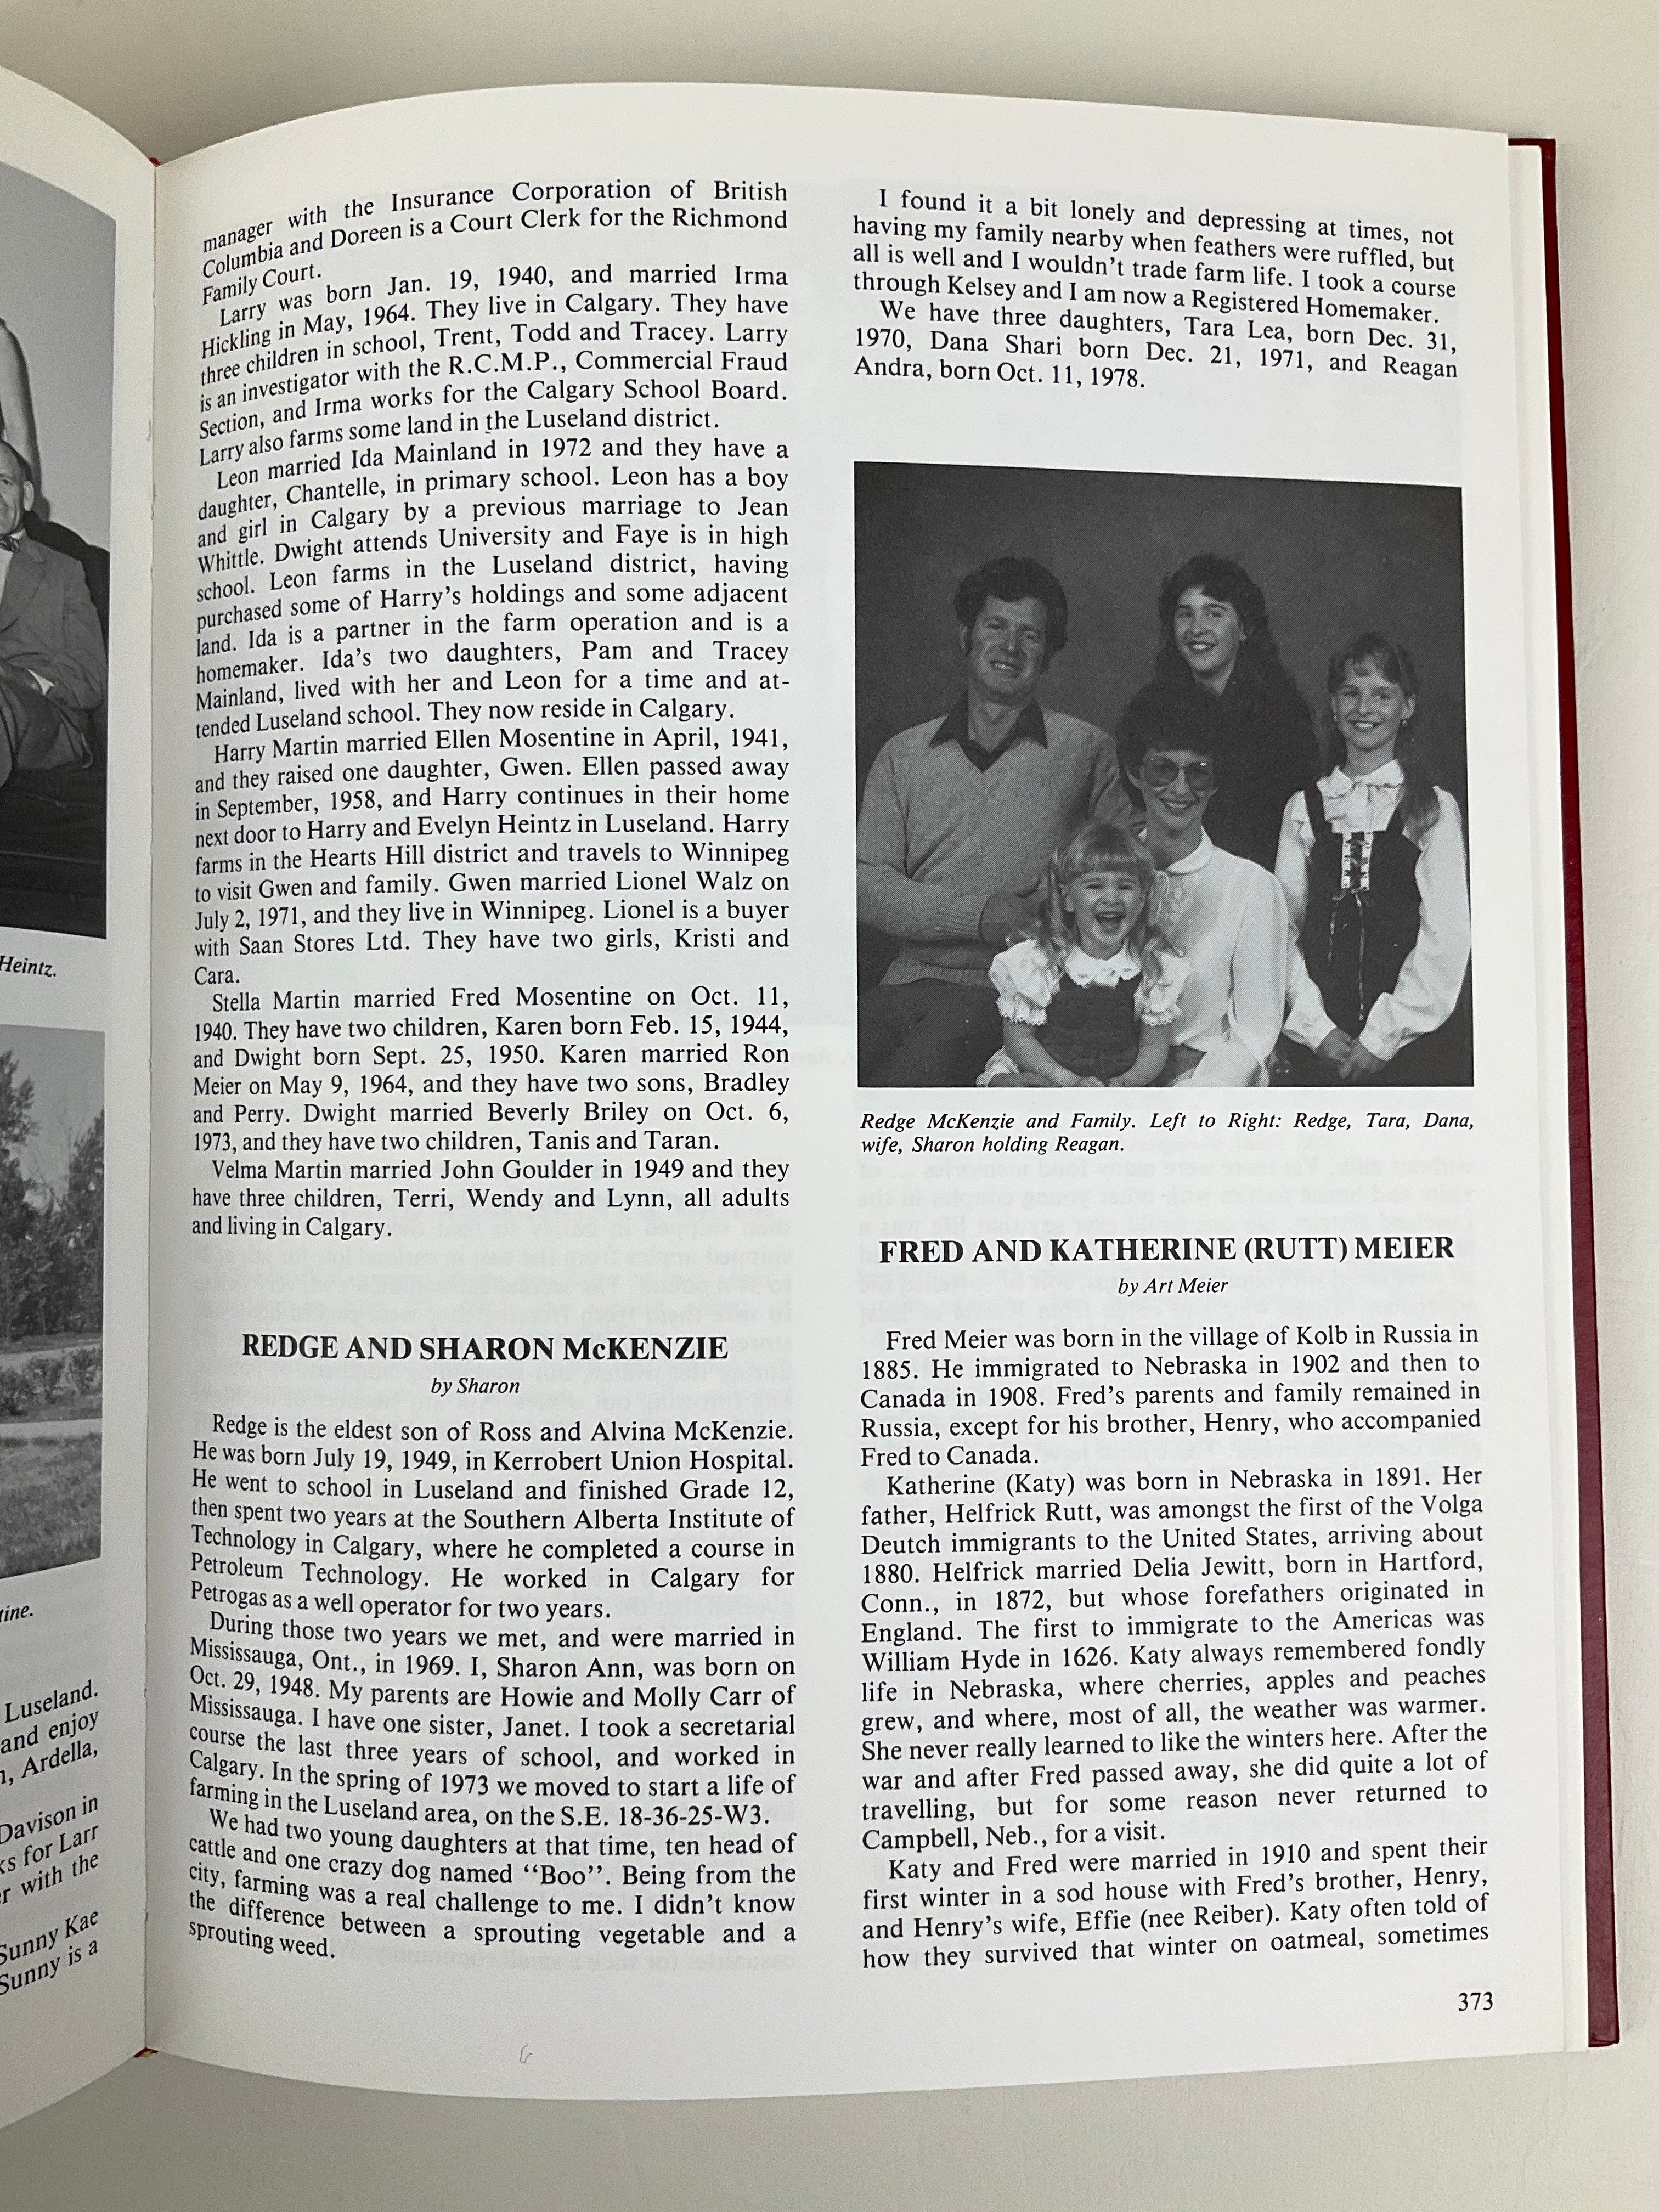 Heintz.
tine.
Luseland.
and enjoy
Ardella,
Davison in
for Larr
with the
Sunny Kae
Sunny is a
manager with the Insurance Corporation of British
Columbia and Doreen is a Court Clerk for the Richmond
Family Court.
Larry was born Jan. 19, 1940, and married Irma
Hickling in May, 1964. They live in Calgary. They have
three children in school, Trent, Todd and Tracey. Larry
is an investigator with the R.C.M.P., Commercial Fraud
Section, and Irma works for the Calgary School Board.
Larry also farms some land in the Luseland district.
Leon married Ida Mainland in 1972 and they have a
daughter, Chantelle, in primary school. Leon has a boy
and girl in Calgary by a previous marriage to Jean
Whittle. Dwight attends University and Faye is in high
school. Leon farms in the Luseland district, having
purchased some of Harry's holdings and some adjacent
land. Ida is a partner in the farm operation and is a
homemaker. Ida's two daughters, Pam and Tracey
Mainland, lived with her and Leon for a time and at-
tended Luseland school. They now reside in Calgary.
Harry Martin married Ellen Mosentine in April, 1941,
and they raised one daughter, Gwen. Ellen passed away
in September, 1958, and Harry continues in their home
next door to Harry and Evelyn Heintz in Luseland. Harry
farms in the Hearts Hill district and travels to Winnipeg
to visit Gwen and family. Gwen married Lionel Walz on
July 2, 1971, and they live in Winnipeg. Lionel is a buyer
with Saan Stores Ltd. They have two girls, Kristi and
Cara.
Stella Martin married Fred Mosentine on Oct. 11,
1940. They have two children, Karen born Feb. 15, 1944,
and Dwight born Sept. 25, 1950. Karen married Ron
Meier on May 9, 1964, and they have two sons, Bradley
and Perry. Dwight married Beverly Briley on Oct. 6,
1973, and they have two children, Tanis and Taran.
Velma Martin married John Goulder in 1949 and they
have three children, Terri, Wendy and Lynn, all adults
and living in Calgary.
REDGE AND SHARON McKENZIE
by Sharon
Redge is the eldest son of Ross and Alvina McKenzie.
He was born July 19, 1949, in Kerrobert Union Hospital.
He went to school in Luseland and finished Grade 12,
then spent two years at the Southern Alberta Institute of
Technology in Calgary, where he completed a course in
Petroleum Technology. He worked in Calgary for
Petrogas as a well operator for two years.
During those two years we met, and were married in
Mississauga, Ont., in 1969. I, Sharon Ann, was born on
Oct. 29, 1948. My parents are Howie and Molly Carr of
Mississauga. I have one sister, Janet. I took a secretarial
course the last three years of school, and worked in
Calgary. In the spring of 1973 we moved to start a life of
farming in the Luseland area, on the S.E. 18-36-25-W3.
We had two young daughters at that time, ten head of
cattle and one crazy dog named "Boo". Being from the
city, farming was a real challenge to me. I didn't know
the difference between a sprouting vegetable and a
sprouting weed.
I found it a bit lonely and depressing at times, not
having my family nearby when feathers were ruffled, but
all is well and I wouldn't trade farm life. I took a course
through Kelsey and I am now a Registered Homemaker.
We have three daughters, Tara Lea, born Dec. 31,
1970, Dana Shari born Dec. 21, 1971, and Reagan
Andra, born Oct. 11, 1978.
Redge McKenzie and Family. Left to Right: Redge, Tara, Dana,
wife, Sharon holding Reagan.
FRED AND KATHERINE (RUTT) MEIER
by Art Meier
Fred Meier was born in the village of Kolb in Russia in
1885. He immigrated to Nebraska in 1902 and then to
Canada in 1908. Fred's parents and family remained in
Russia, except for his brother, Henry, who accompanied
Fred to Canada.
Katherine (Katy) was born in Nebraska in 1891. Her
father, Helfrick Rutt, was amongst the first of the Volga
Deutch immigrants to the United States, arriving about
1880. Helfrick married Delia Jewitt, born in Hartford,
Conn., in 1872, but whose forefathers originated in
England. The first to immigrate to the Americas was
William Hyde in 1626. Katy always remembered fondly
life in Nebraska, where cherries, apples and peaches
grew, and where, most of all, the weather was warmer.
She never really learned to like the winters here. After the
war and after Fred passed away, she did quite a lot of
travelling, but for some reason never returned to
Campbell, Neb., for a visit.
Katy and Fred were married in 1910 and spent their
first winter in a sod house with Fred's brother, Henry,
and Henry's wife, Effie (nee Reiber). Katy often told of
how they survived that winter on oatmeal, sometimes
373